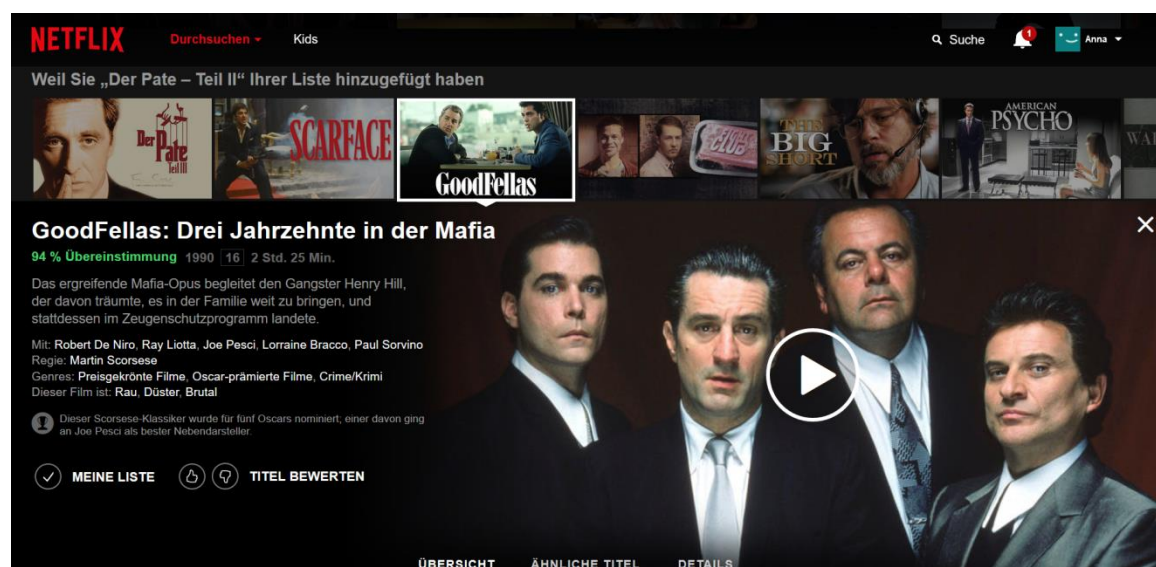 NETFLIX Durchsuchen Kids Suche 1 Anna
Weil Sie „Der Pate – Teil II“ Ihrer Liste hinzugefügt haben
Der Pate Teil III
SCARFACE
GoodFellas
CLUB
THE BIG SHORT
AMERICAN PSYCHO
WA
GoodFellas: Drei Jahrzehnte in der Mafia
94 % Übereinstimmung 1990 16 2 Std. 25 Min.
Das ergreifende Mafia-Opus begleitet den Gangster Henry Hill,
der davon träumte, es in der Familie weit zu bringen, und
stattdessen im Zeugenschutzprogramm landete.
Mit: Robert De Niro, Ray Liotta, Joe Pesci, Lorraine Bracco, Paul Sorvino
Regie: Martin Scorsese
Genres: Preisgekrönte Filme, Oscar-prämierte Filme, Crime/Krimi
Dieser Film ist: Rau, Düster, Brutal
Dieser Scorsese-Klassiker wurde für fünf Oscars nominiert; einer davon ging
an Joe Pesci als bester Nebendarsteller.
MEINE LISTE TITEL BEWERTEN
ÜBERSICHT ÄHNLICHE TITEL DETAILS